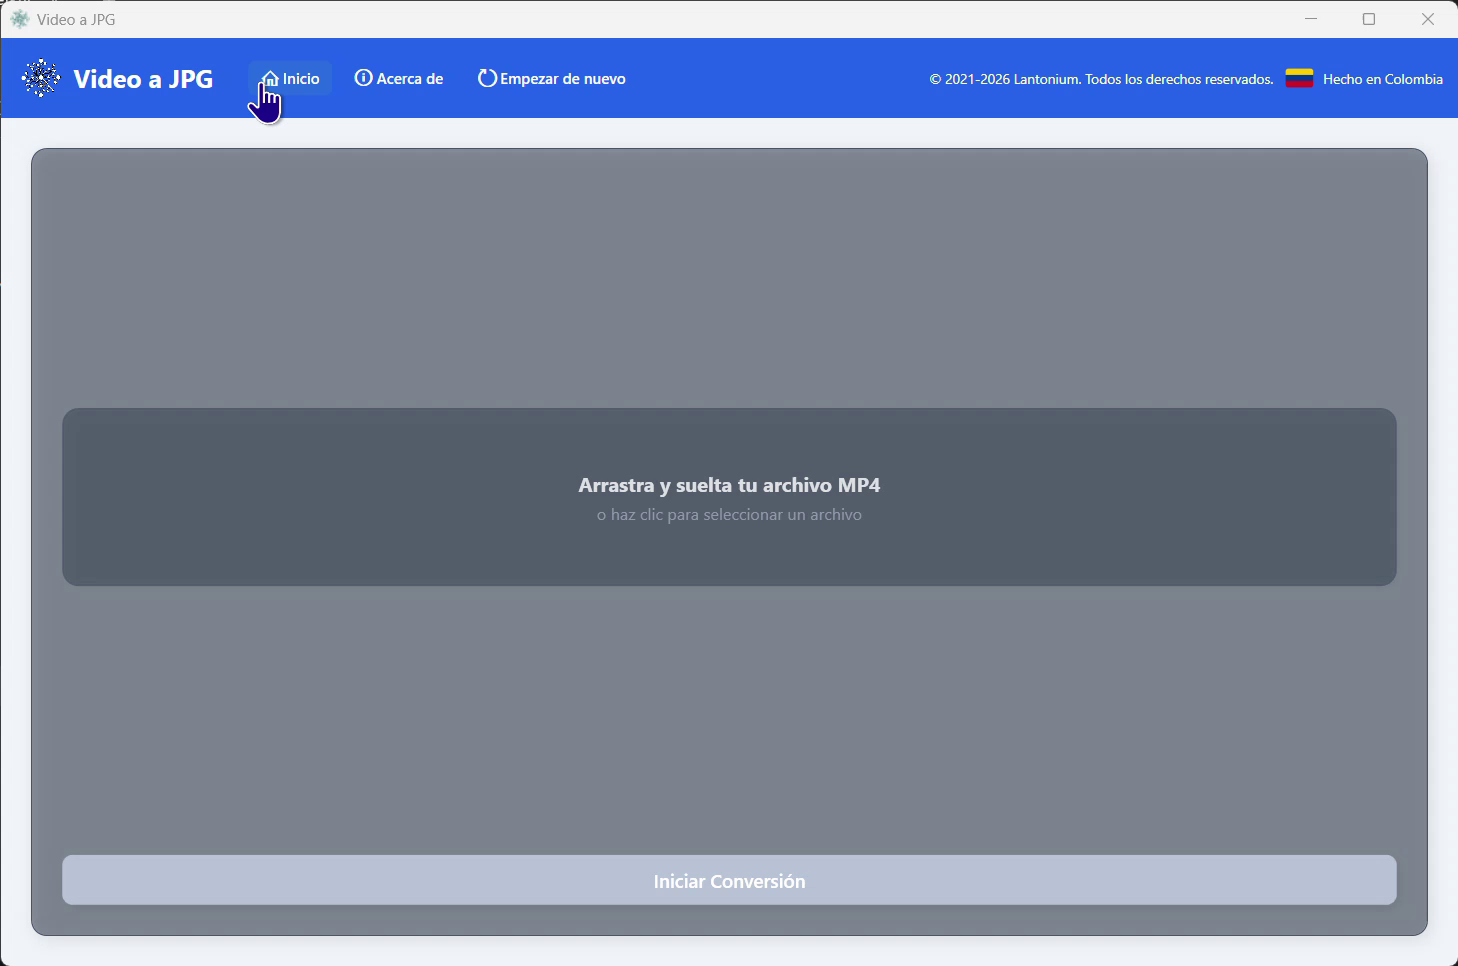 Video a JPG
Video a JPG
Inicio
Acerca de
Empezar de nuevo
© 2021-2026 Lantonium. Todos los derechos reservados.
Hecho en Colombia
Arrastra y suelta tu archivo MP4
o haz clic para seleccionar un archivo
Iniciar Conversión